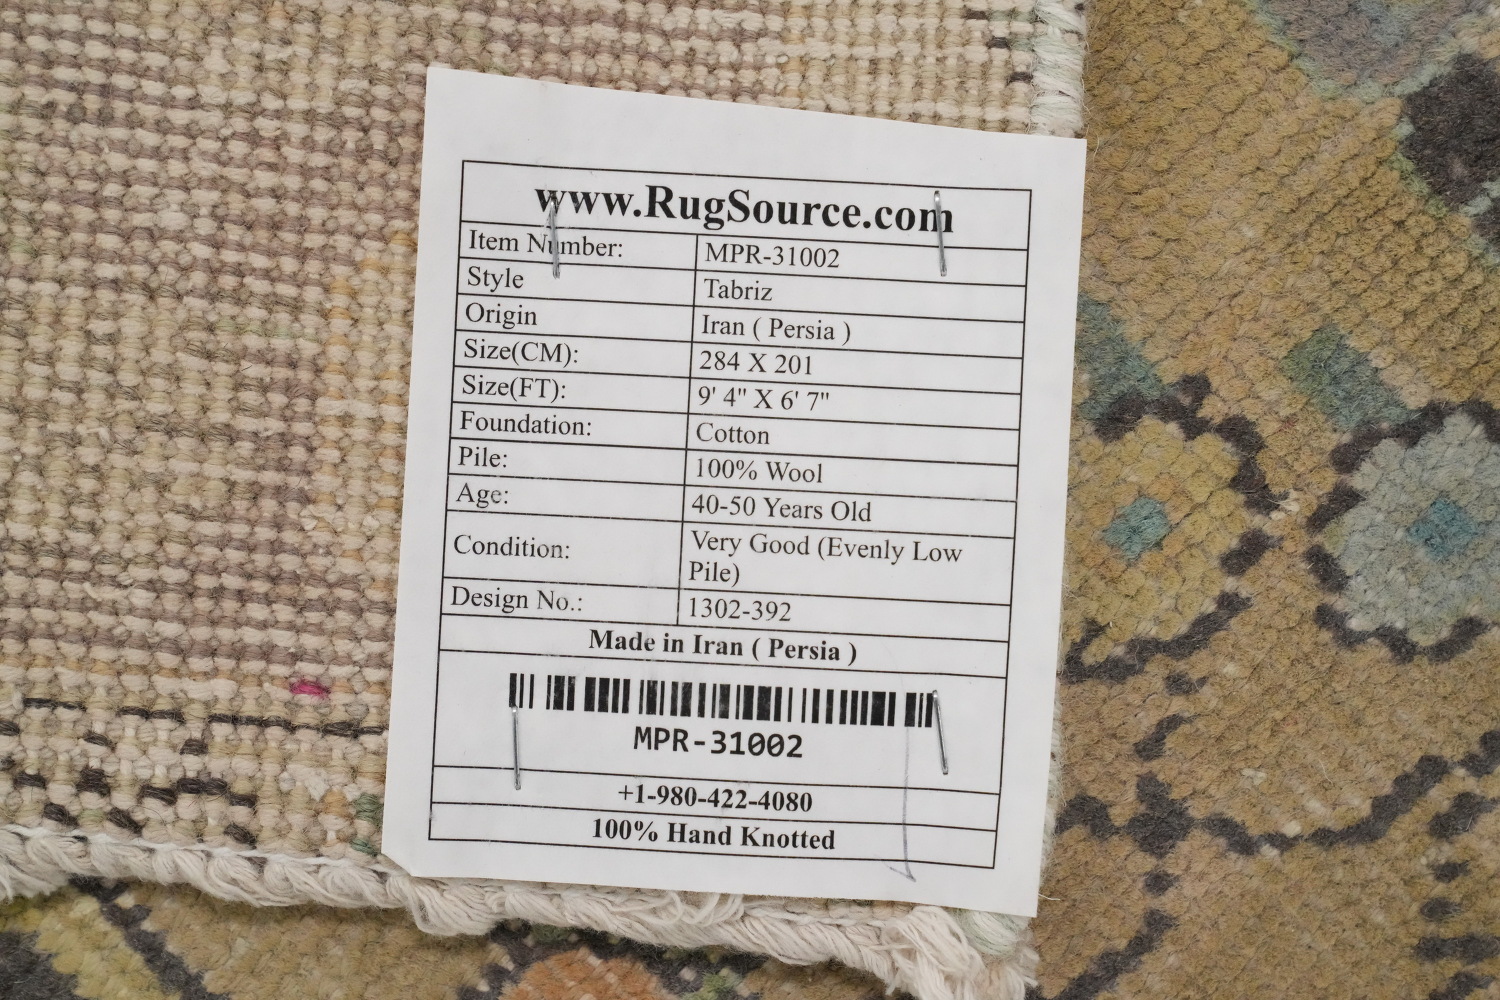 www.RugSource.com
Item Number: MPR-31002
Style Tabriz
Origin Iran ( Persia )
Size(CM): 284 X 201
Size(FT): 9' 4" X 6' 7"
Foundation: Cotton
Pile: 100% Wool
Age: 40-50 Years Old
Condition: Very Good (Evenly Low
Pile)
Design No.: 1302-392
Made in Iran ( Persia )
MPR-31002
+1-980-422-4080
100% Hand Knotted